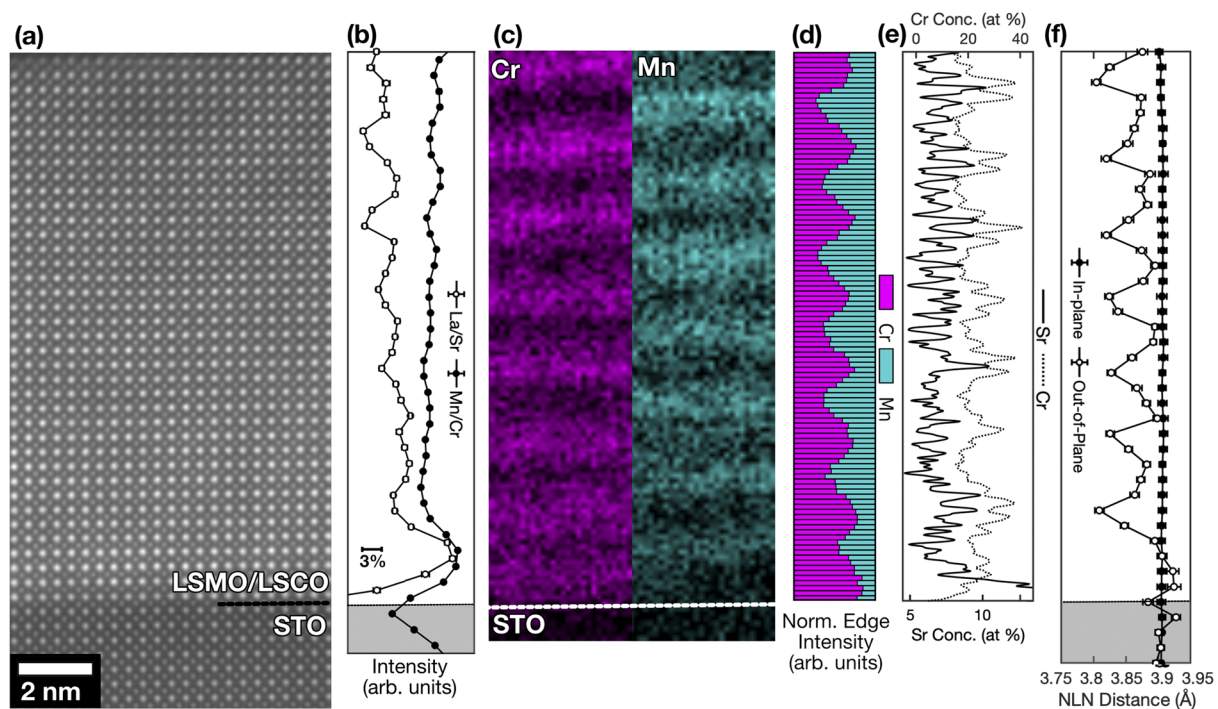 (a)
(b)
(c)
(d)
(e)
(f)
Cr Conc. (at %)
0
20
40
Cr
Mn
La/Sr
Mn/Cr
3%
LSMO/LSCO
STO
2 nm
Intensity
(arb. units)
STO
Cr
Mn
Norm. Edge
Intensity
(arb. units)
Sr
Cr
5
10
Sr Conc. (at %)
In-plane
Out-of-Plane
3.75
3.8
3.85
3.9
3.95
NLN Distance (Å)